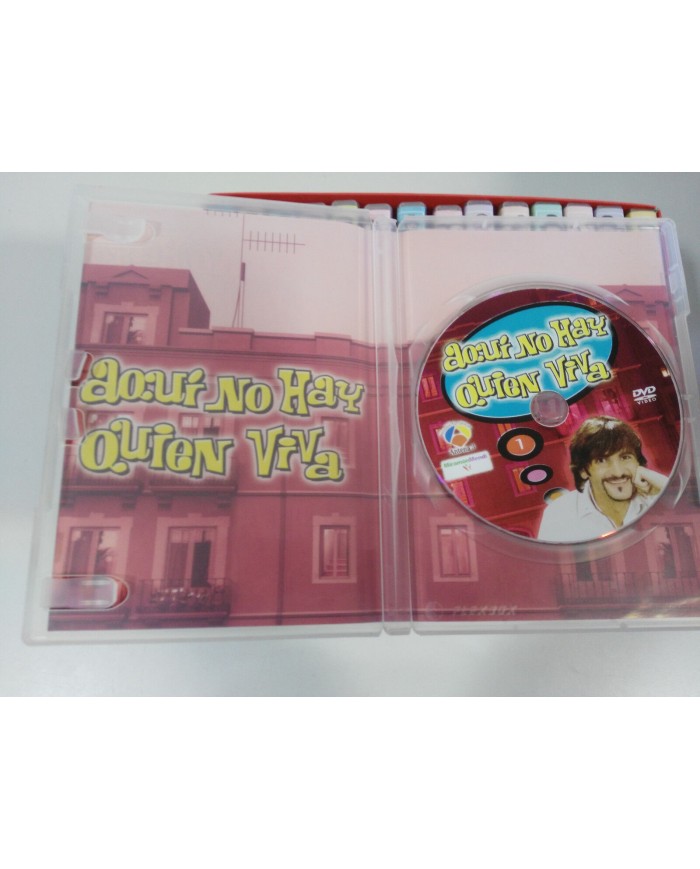 Aquí No Hay
Quien Viva
Aquí No Hay
Quien Viva
DVD
VIDEO
1